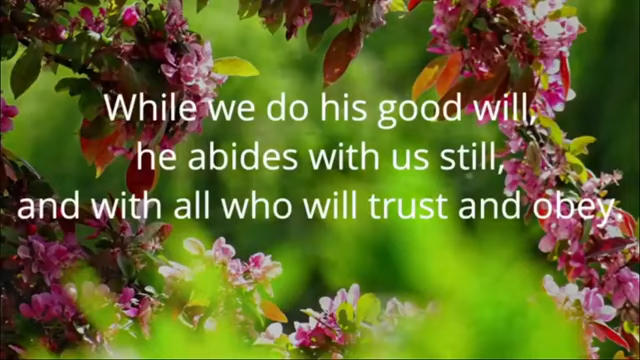 While we do his good will,
he abides with us still,
and with all who will trust and obey.